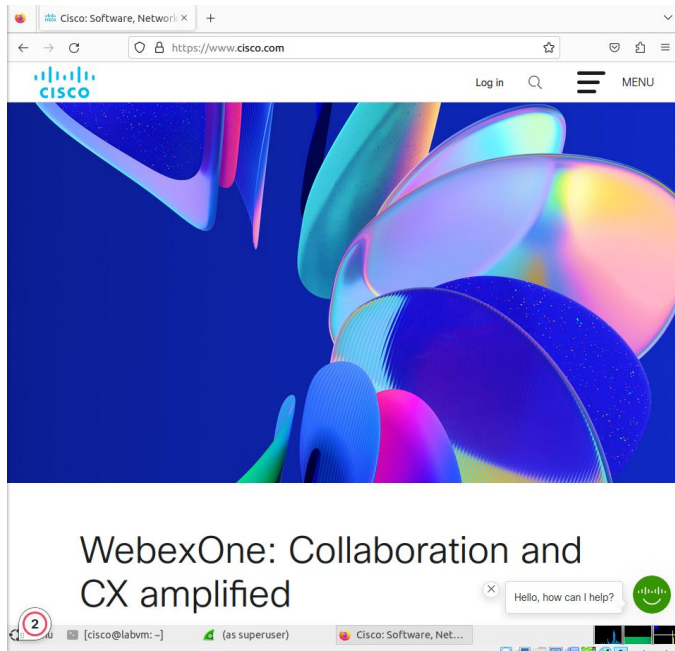 Cisco: Software, Network
https://www.cisco.com
CISCO
Log in
MENU
WebexOne: Collaboration and
CX amplified
Hello, how can I help?
2
[cisco@labvm: ~]
(as superuser)
Cisco: Software, Net...